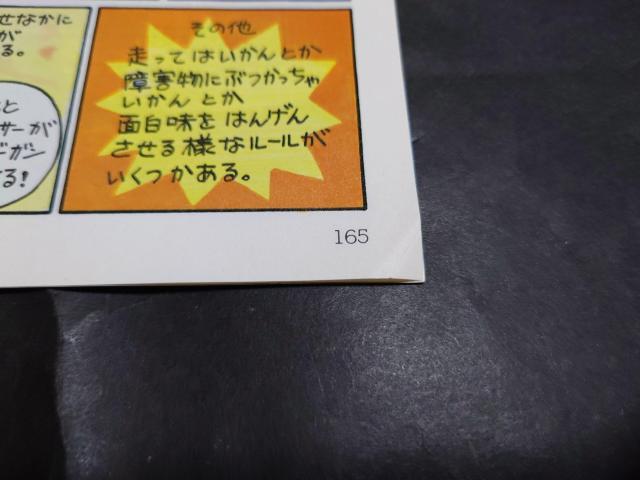 その他
走ってはいかんとか
障害物にぶつかっちゃ
いかんとか
面白味をはんげん
させる様なルールが
いくつかある。
せなかに
が
る。
と
サーが
ドガン
る!
165